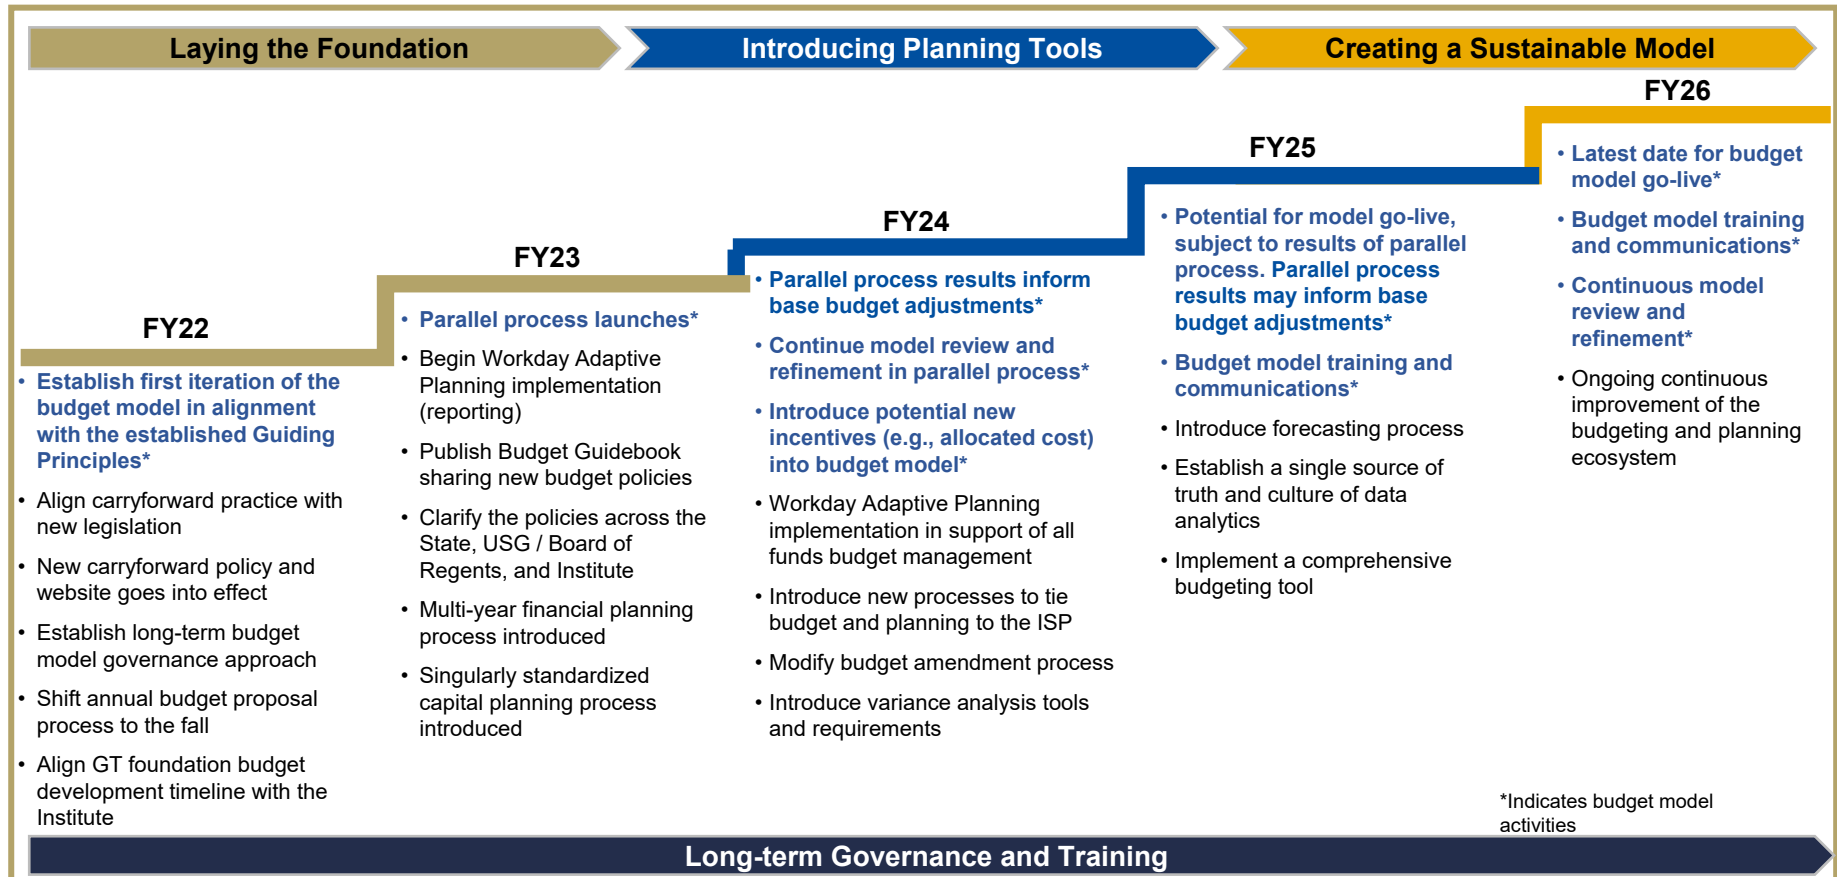 Laying the Foundation
Introducing Planning Tools
Creating a Sustainable Model
FY22
• Establish first iteration of the
budget model in alignment
with the established Guiding
Principles*
• Align carryforward practice with
new legislation
• New carryforward policy and
website goes into effect
• Establish long-term budget
model governance approach
• Shift annual budget proposal
process to the fall
• Align GT foundation budget
development timeline with the
Institute
FY23
• Parallel process launches*
• Begin Workday Adaptive
Planning implementation
(reporting)
• Publish Budget Guidebook
sharing new budget policies
• Clarify the policies across the
State, USG / Board of
Regents, and Institute
• Multi-year financial planning
process introduced
• Singularly standardized
capital planning process
introduced
FY24
• Parallel process results inform
base budget adjustments*
• Continue model review and
refinement in parallel process*
• Introduce potential new
incentives (e.g., allocated cost)
into budget model*
• Workday Adaptive Planning
implementation in support of all
funds budget management
• Introduce new processes to tie
budget and planning to the ISP
• Modify budget amendment process
• Introduce variance analysis tools
and requirements
FY25
• Potential for model go-live,
subject to results of parallel
process. Parallel process
results may inform base
budget adjustments*
• Budget model training and
communications*
• Introduce forecasting process
• Establish a single source of
truth and culture of data
analytics
• Implement a comprehensive
budgeting tool
FY26
• Latest date for budget
model go-live*
• Budget model training
and communications*
• Continuous model
review and
refinement*
• Ongoing continuous
improvement of the
budgeting and planning
ecosystem
*Indicates budget model
activities
Long-term Governance and Training